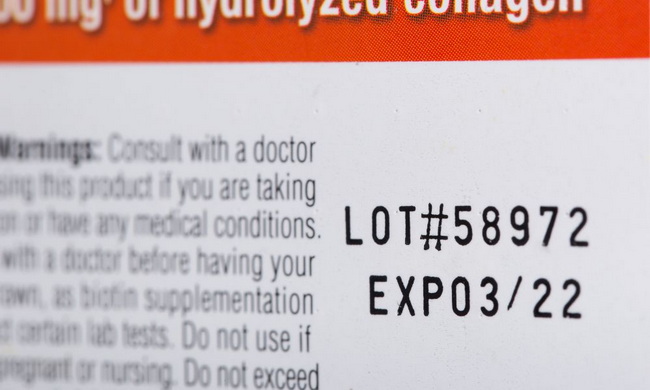 mg of hydrolyzed collagen
Warnings: Consult with a doctor
this product if you are taking
or have any medical conditions.
with a doctor before having your
as biotin supplementation
certain lab tests. Do not use if
pregnant or nursing. Do not exceed
LOT#58972
EXP03/22